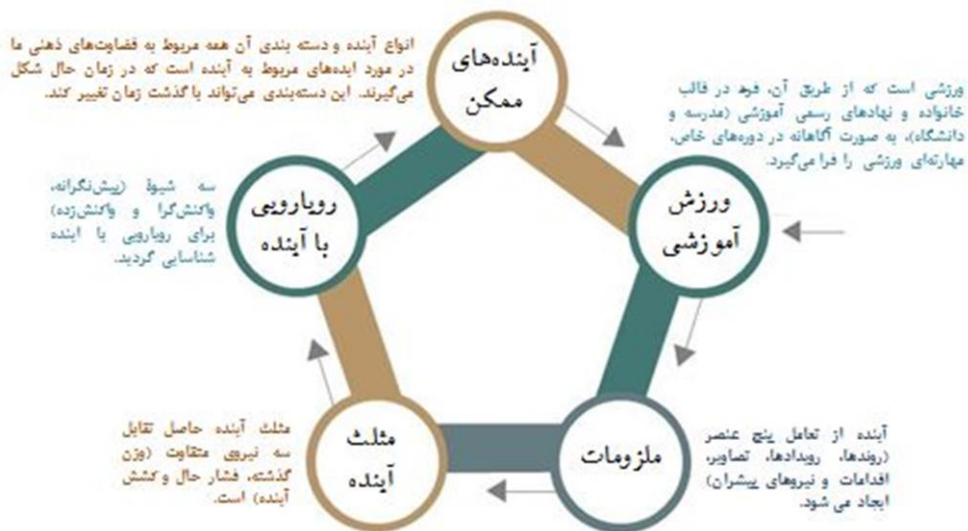 انواع آینده و دسته بندی آن همه مربوط به قضاوت‌های ذهنی ما
در مورد ایده‌های مربوط به آینده است که در زمان حال شکل
می‌گیرند. این دسته‌بندی می‌تواند با گذشت زمان تغییر کند.
آینده‌های
ممکن
ورزشی است که از طریق آن، فرد در قالب
خانواده و نهادهای رسمی آموزشی (مدرسه و
دانشگاه)، به صورت آگاهانه در دوره‌های خاص،
مهارتهای ورزشی را فرا می‌گیرد.
ورزش
آموزشی
سه شیوۀ (پیش‌نگرانه،
واکنش‌گرا و واکنش‌زده)
برای رویارویی با آینده
شناسایی گردید.
رویارویی
با آینده
آینده از تعامل پنج عنصر
(روندها، رویدادها، تصاویر،
اقدامات و نیروهای پیشران)
ایجاد می شود.
ملزومات
مثلث
آینده
مثلث آینده حاصل تقابل
سه نیروی متفاوت (وزن
گذشته، فشار حال و کشش
آینده) است.